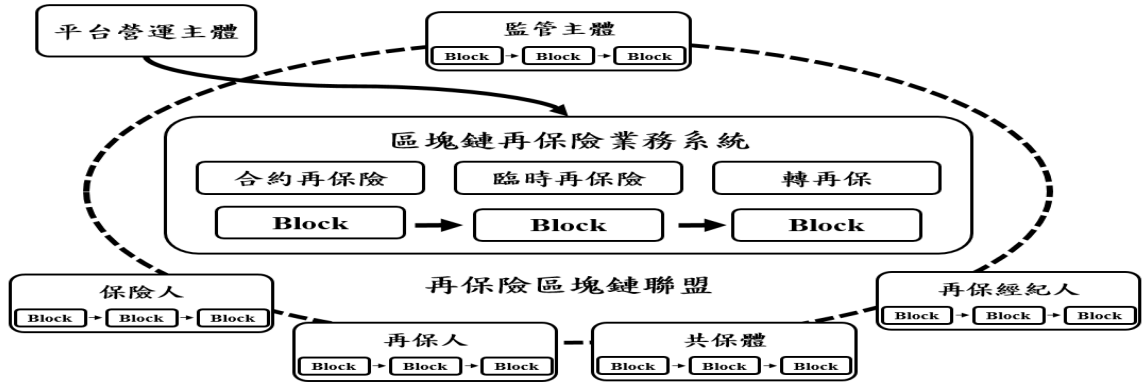 平台營運主體
監管主體
Block Block Block
區塊鏈再保險業務系統
合約再保險 臨時再保險 轉再保
Block Block Block
再保險區塊鏈聯盟
保險人
Block Block Block
再保經紀人
Block Block Block
再保人
Block Block Block
共保體
Block Block Block